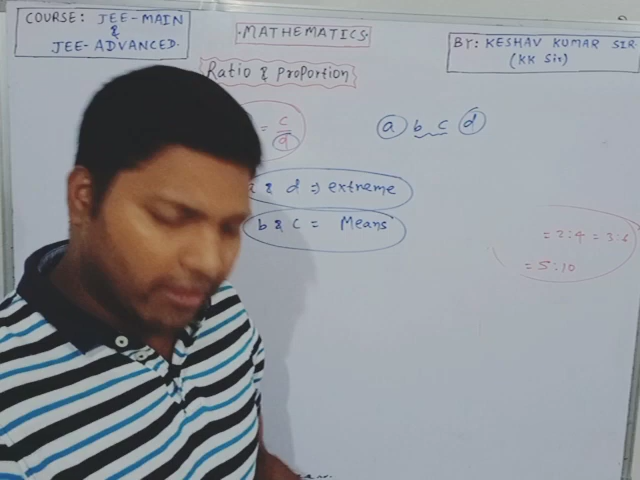 COURSE: JEE-MAIN
&
JEE-ADVANCED.
MATHEMATICS
BY: KESHAV KUMAR SIR.
(KK Sir)
Ratio & Proportion
= c/d
a b c d
a & d => extreme
b & c = Means
= 2:4 = 3:6
= 5:10